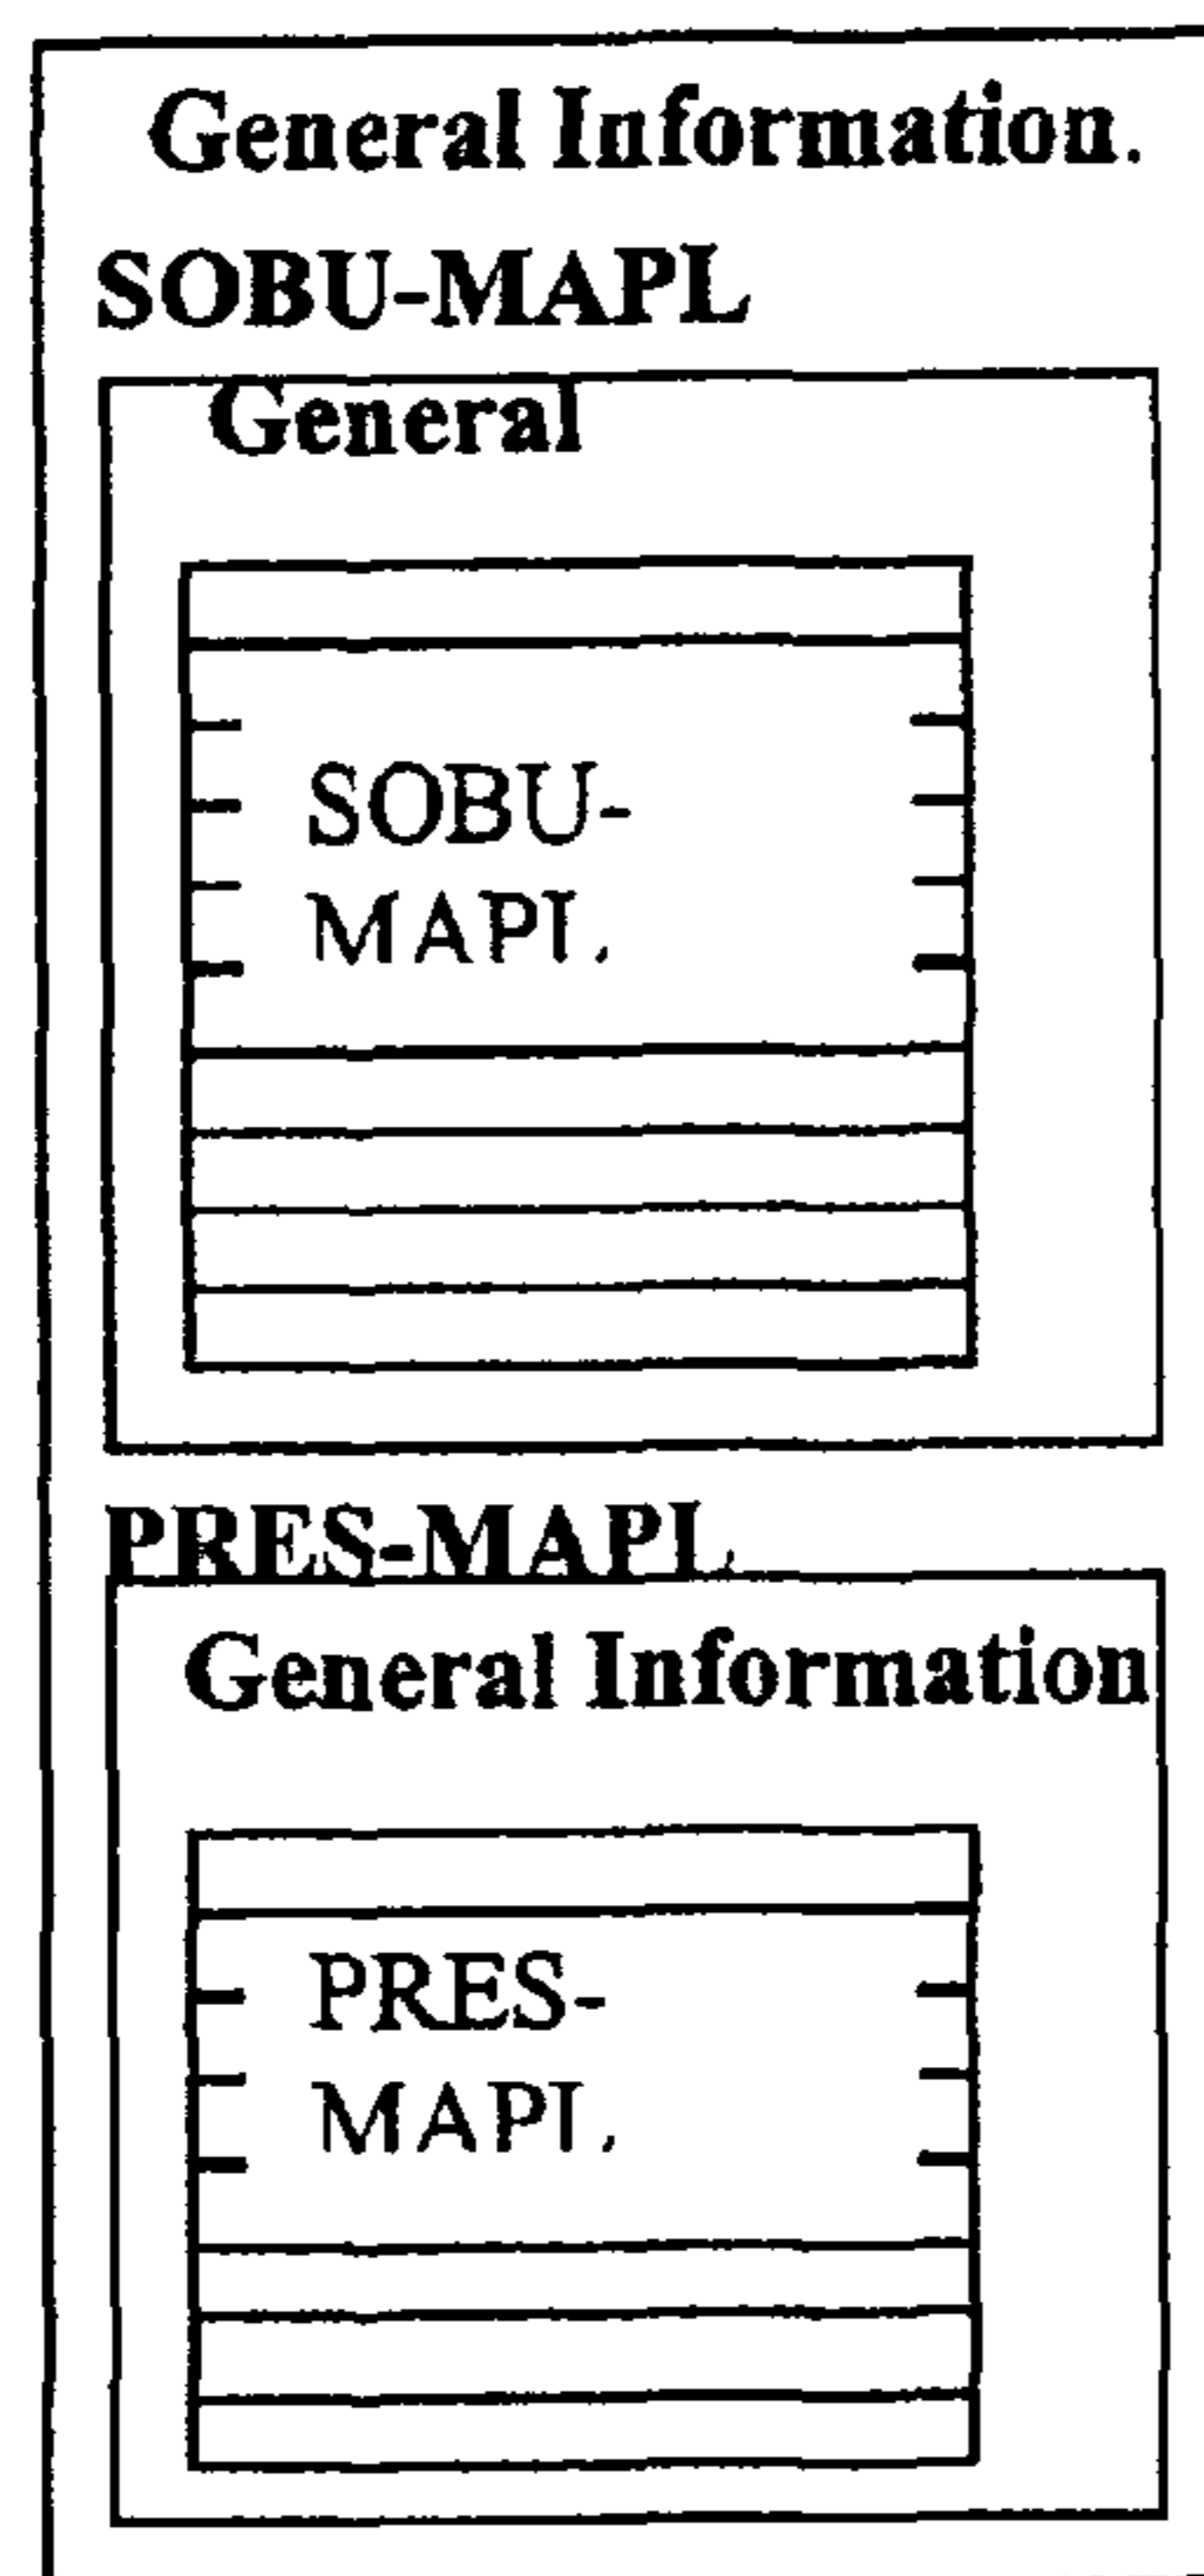 General Information.
SOBU-MAPL
General
SOBU-
MAPL
PRES-MAPL
General Information
PRES-
MAPL